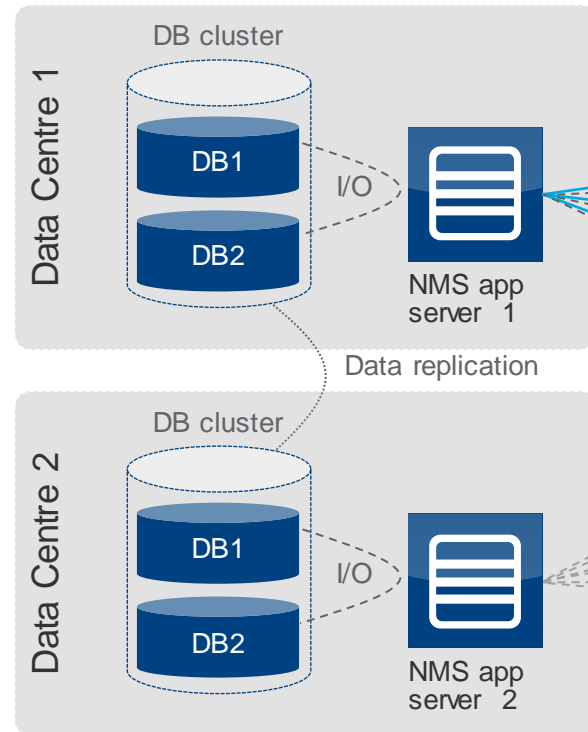 Data Centre 1
DB cluster
DB1
I/O
DB2
NMS app
server 1
Data replication
Data Centre 2
DB cluster
DB1
I/O
DB2
NMS app
server 2